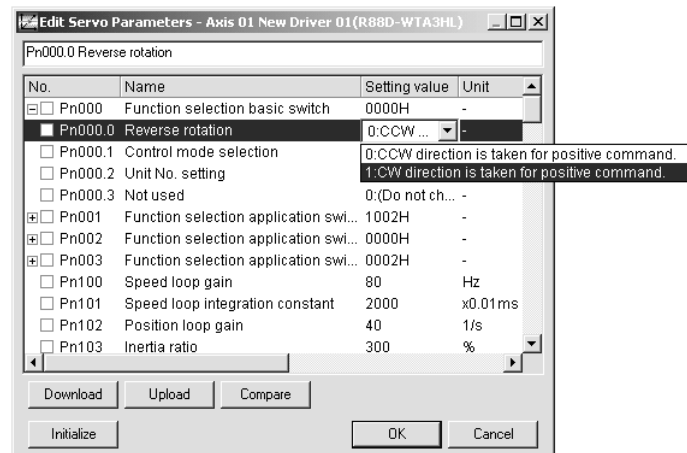 Edit Servo Parameters - Axis 01 New Driver 01(R88D-WTA3HL)
Pn000.0 Reverse rotation
No. Name Setting value Unit
Pn000 Function selection basic switch 0000H -
Pn000.0 Reverse rotation 0:CCW ... -
Pn000.1 Control mode selection 0:CCW direction is taken for positive command.
Pn000.2 Unit No. setting 1:CW direction is taken for positive command.
Pn000.3 Not used 0:(Do not ch... -
Pn001 Function selection application swi... 1002H -
Pn002 Function selection application swi... 0000H -
Pn003 Function selection application swi... 0002H -
Pn100 Speed loop gain 80 Hz
Pn101 Speed loop integration constant 2000 x0.01ms
Pn102 Position loop gain 40 1/s
Pn103 Inertia ratio 300 %
Download Upload Compare
Initialize OK Cancel